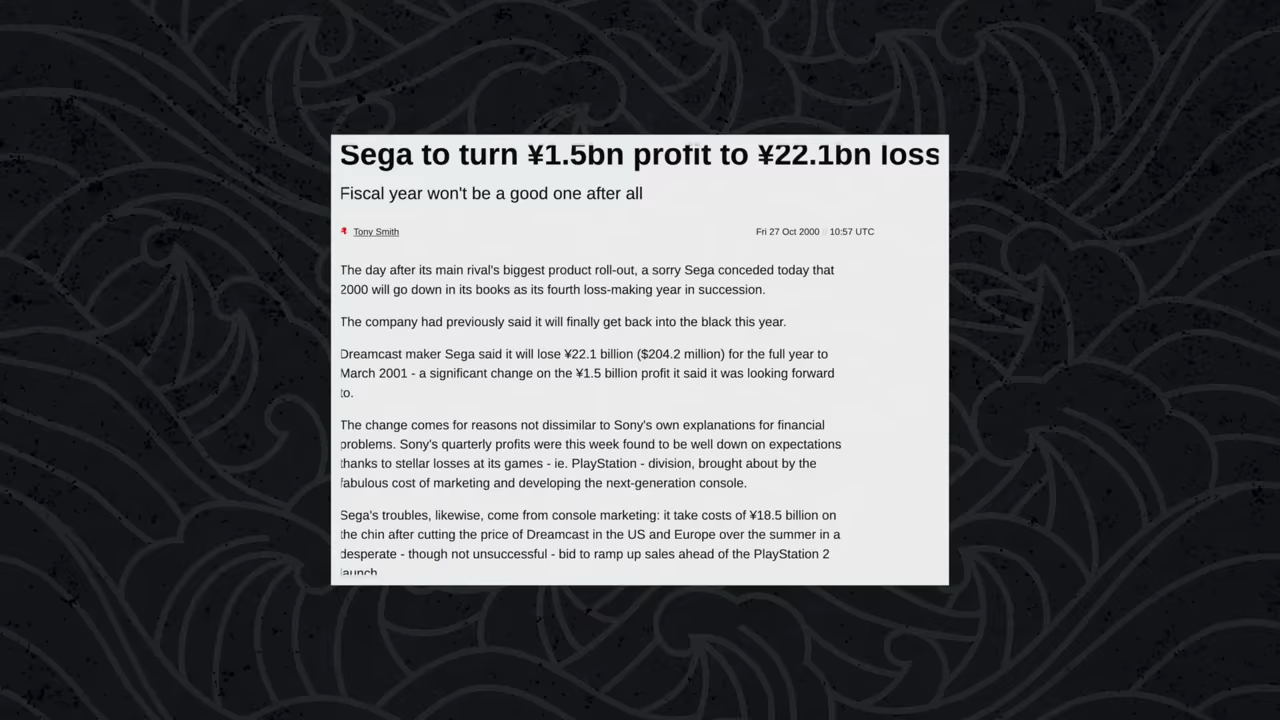 Sega to turn ¥1.5bn profit to ¥22.1bn loss
Fiscal year won't be a good one after all
Tony Smith
Fri 27 Oct 2000 10:57 UTC
The day after its main rival's biggest product roll-out, a sorry Sega conceded today that
2000 will go down in its books as its fourth loss-making year in succession.
The company had previously said it will finally get back into the black this year.
Dreamcast maker Sega said it will lose ¥22.1 billion ($204.2 million) for the full year to
March 2001 - a significant change on the ¥1.5 billion profit it said it was looking forward
to.
The change comes for reasons not dissimilar to Sony's own explanations for financial
problems. Sony's quarterly profits were this week found to be well down on expectations
thanks to stellar losses at its games - ie. PlayStation - division, brought about by the
fabulous cost of marketing and developing the next-generation console.
Sega's troubles, likewise, come from console marketing: it take costs of ¥18.5 billion on
the chin after cutting the price of Dreamcast in the US and Europe over the summer in a
desperate - though not unsuccessful - bid to ramp up sales ahead of the PlayStation 2
launch